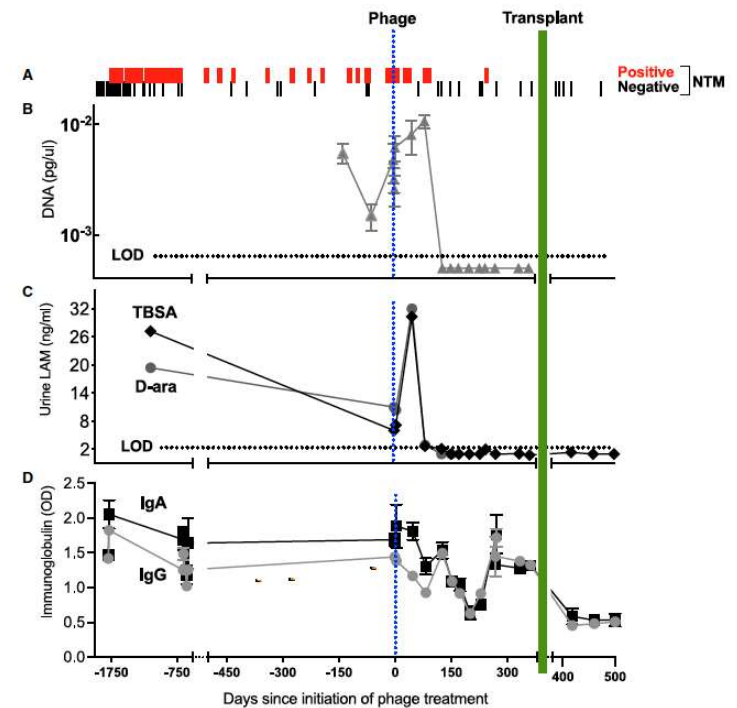 Phage Transplant
A Positive
Negative NTM
B
10-2
DNA (pg/ul)
10-3
LOD
C
32
TBSA
26
Urine LAM (ng/ml)
20
D-ara
14
8
LOD
2
D
2.5
IgA
2.0
Immunoglobulin (OD)
1.5
IgG
1.0
0.5
0.0
-1750 -750 -450 -300 -150 0 150 300 400 500
Days since initiation of phage treatment